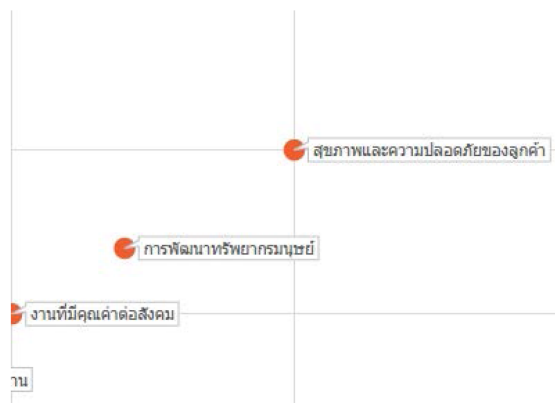 สุขภาพและความปลอดภัยของลูกค้า
การพัฒนาทรัพยากรมนุษย์
งานที่มีคุณค่าต่อสังคม
าน